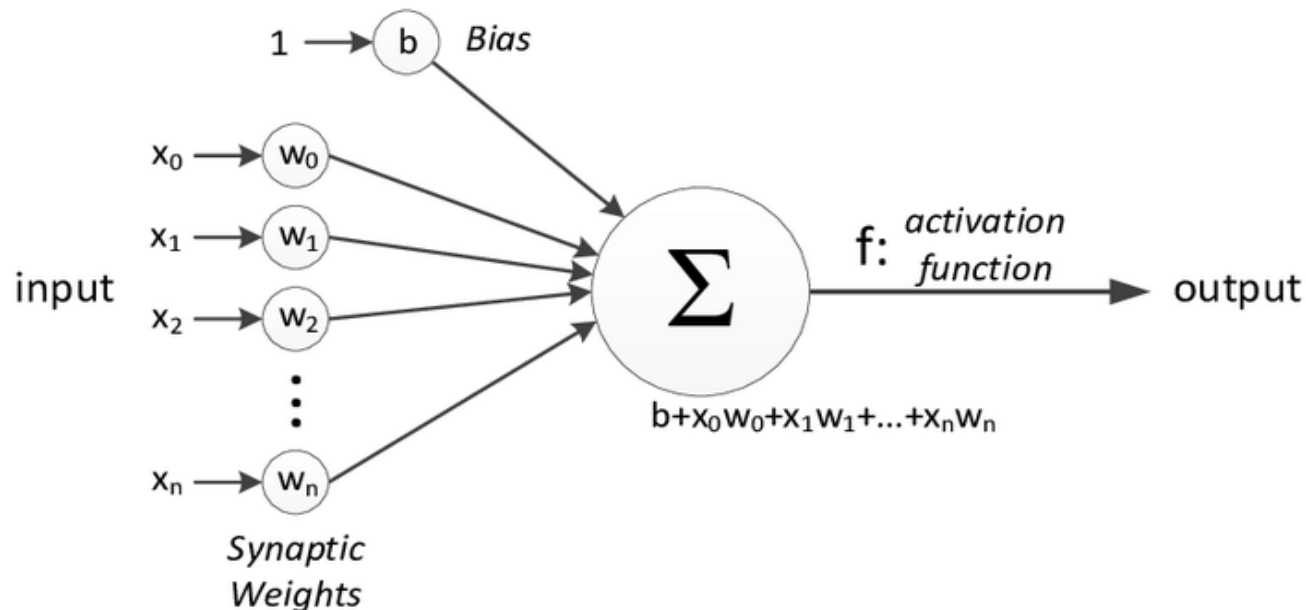 1
b
Bias
x₀
w₀
x₁
w₁
input
x₂
w₂
xₙ
wₙ
Synaptic
Weights
Σ
b+x₀w₀+x₁w₁+...+xₙwₙ
f: activation
function
output